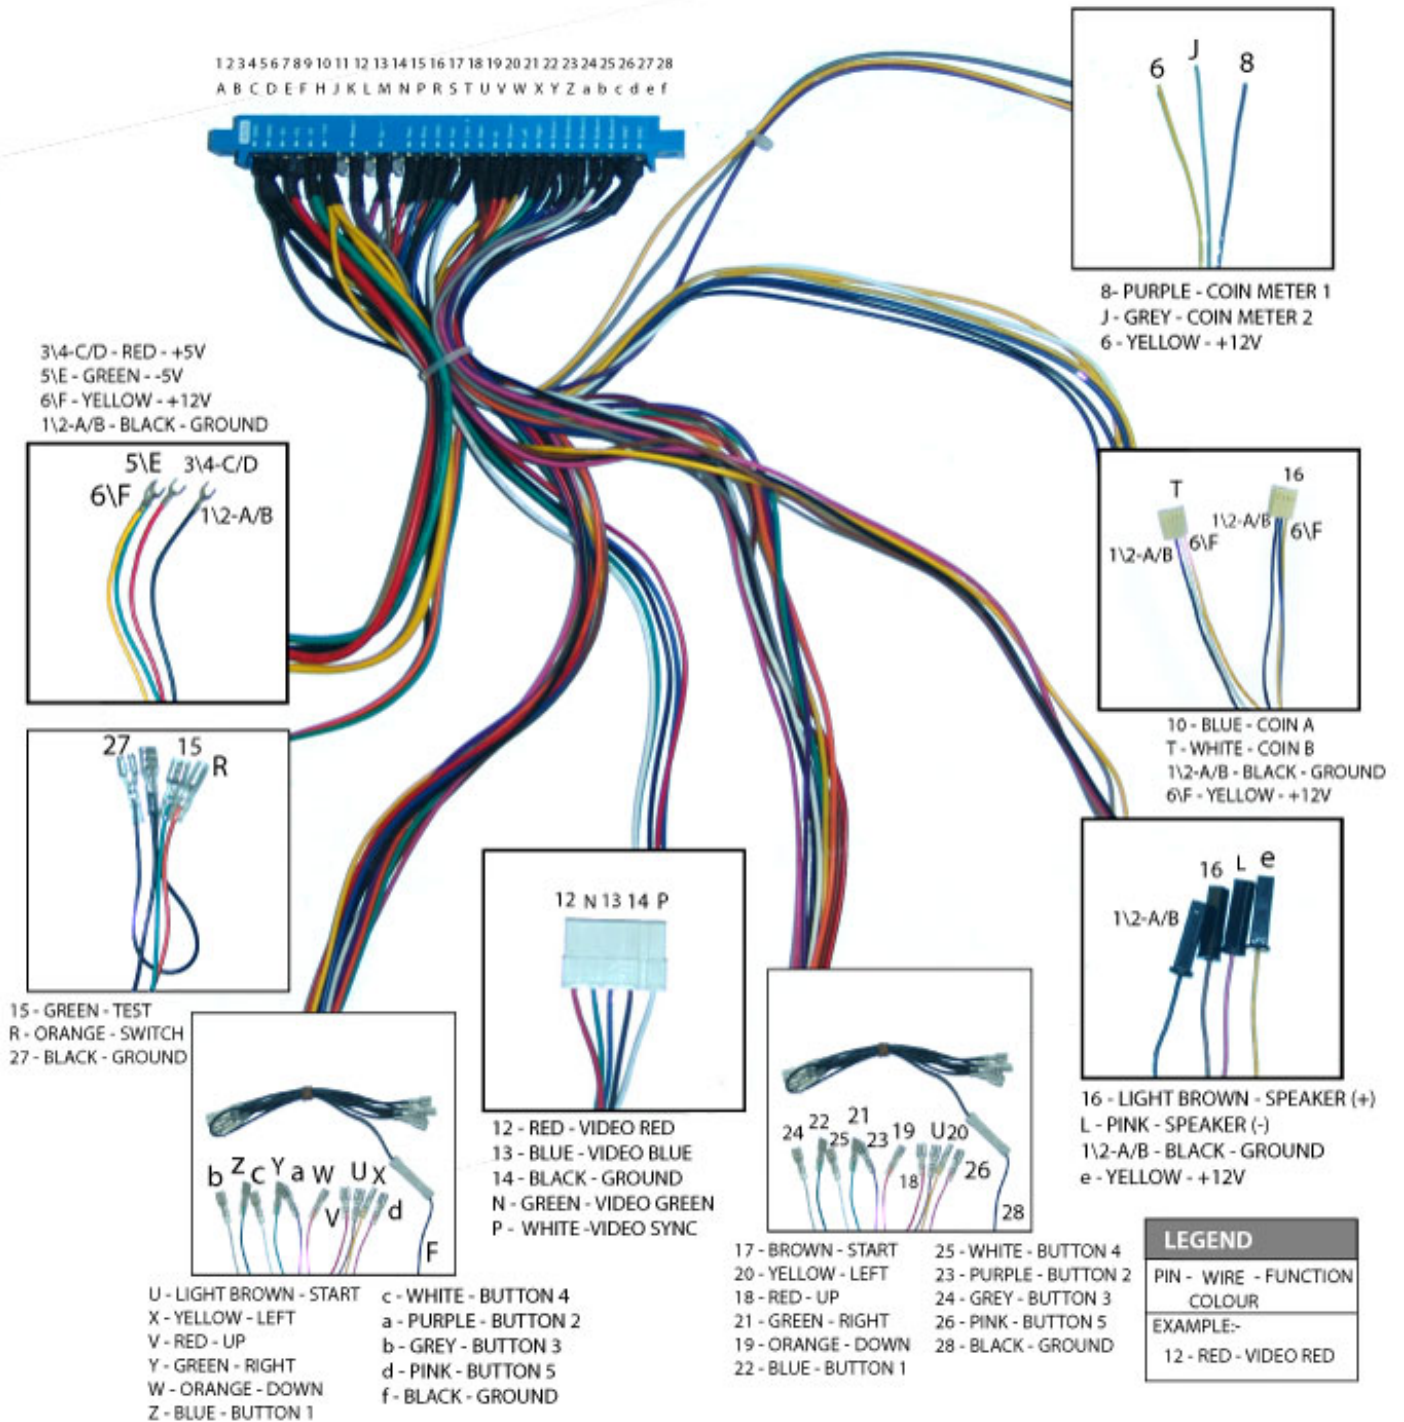 1 2 3 4 5 6 7 8 9 10 11 12 13 14 15 16 17 18 19 20 21 22 23 24 25 26 27 28
A B C D E F H J K L M N P R S T U V W X Y Z a b c d e f
6 J 8
8- PURPLE - COIN METER 1
J - GREY - COIN METER 2
6 - YELLOW - +12V
3\4-C/D - RED - +5V
5\E - GREEN - -5V
6\F - YELLOW - +12V
1\2-A/B - BLACK - GROUND
5\E 3\4-C/D
6\F
1\2-A/B
T 16
1\2-A/B 6\F 1\2-A/B 6\F
10 - BLUE - COIN A
T - WHITE - COIN B
1\2-A/B - BLACK - GROUND
6\F - YELLOW - +12V
27 15 R
15 - GREEN - TEST
R - ORANGE - SWITCH
27 - BLACK - GROUND
12 N 13 14 P
12 - RED - VIDEO RED
13 - BLUE - VIDEO BLUE
14 - BLACK - GROUND
N - GREEN - VIDEO GREEN
P - WHITE -VIDEO SYNC
1\2-A/B 16 L e
16 - LIGHT BROWN - SPEAKER (+)
L - PINK - SPEAKER (-)
1\2-A/B - BLACK - GROUND
e - YELLOW - +12V
b Z c Y a W V U X d
F
U - LIGHT BROWN - START
X - YELLOW - LEFT
V - RED - UP
Y - GREEN - RIGHT
W - ORANGE - DOWN
Z - BLUE - BUTTON 1
c - WHITE - BUTTON 4
a - PURPLE - BUTTON 2
b - GREY - BUTTON 3
d - PINK - BUTTON 5
f - BLACK - GROUND
24 22 25 21 23 19 18 U 20 26
28
17 - BROWN - START
20 - YELLOW - LEFT
18 - RED - UP
21 - GREEN - RIGHT
19 - ORANGE - DOWN
22 - BLUE - BUTTON 1
25 - WHITE - BUTTON 4
23 - PURPLE - BUTTON 2
24 - GREY - BUTTON 3
26 - PINK - BUTTON 5
28 - BLACK - GROUND
LEGEND
PIN - WIRE - FUNCTION
COLOUR
EXAMPLE:-
12 - RED - VIDEO RED